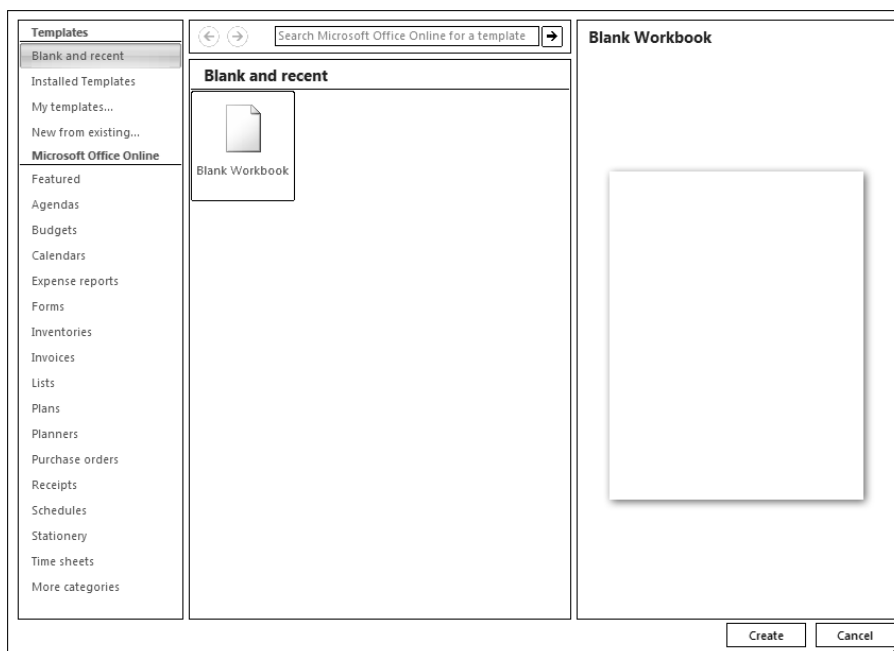 Templates
Blank and recent
Installed Templates
My templates...
New from existing...
Microsoft Office Online
Featured
Agendas
Budgets
Calendars
Expense reports
Forms
Inventories
Invoices
Lists
Plans
Planners
Purchase orders
Receipts
Schedules
Stationery
Time sheets
More categories
Search Microsoft Office Online for a template
Blank and recent
Blank Workbook
Blank Workbook
Create
Cancel